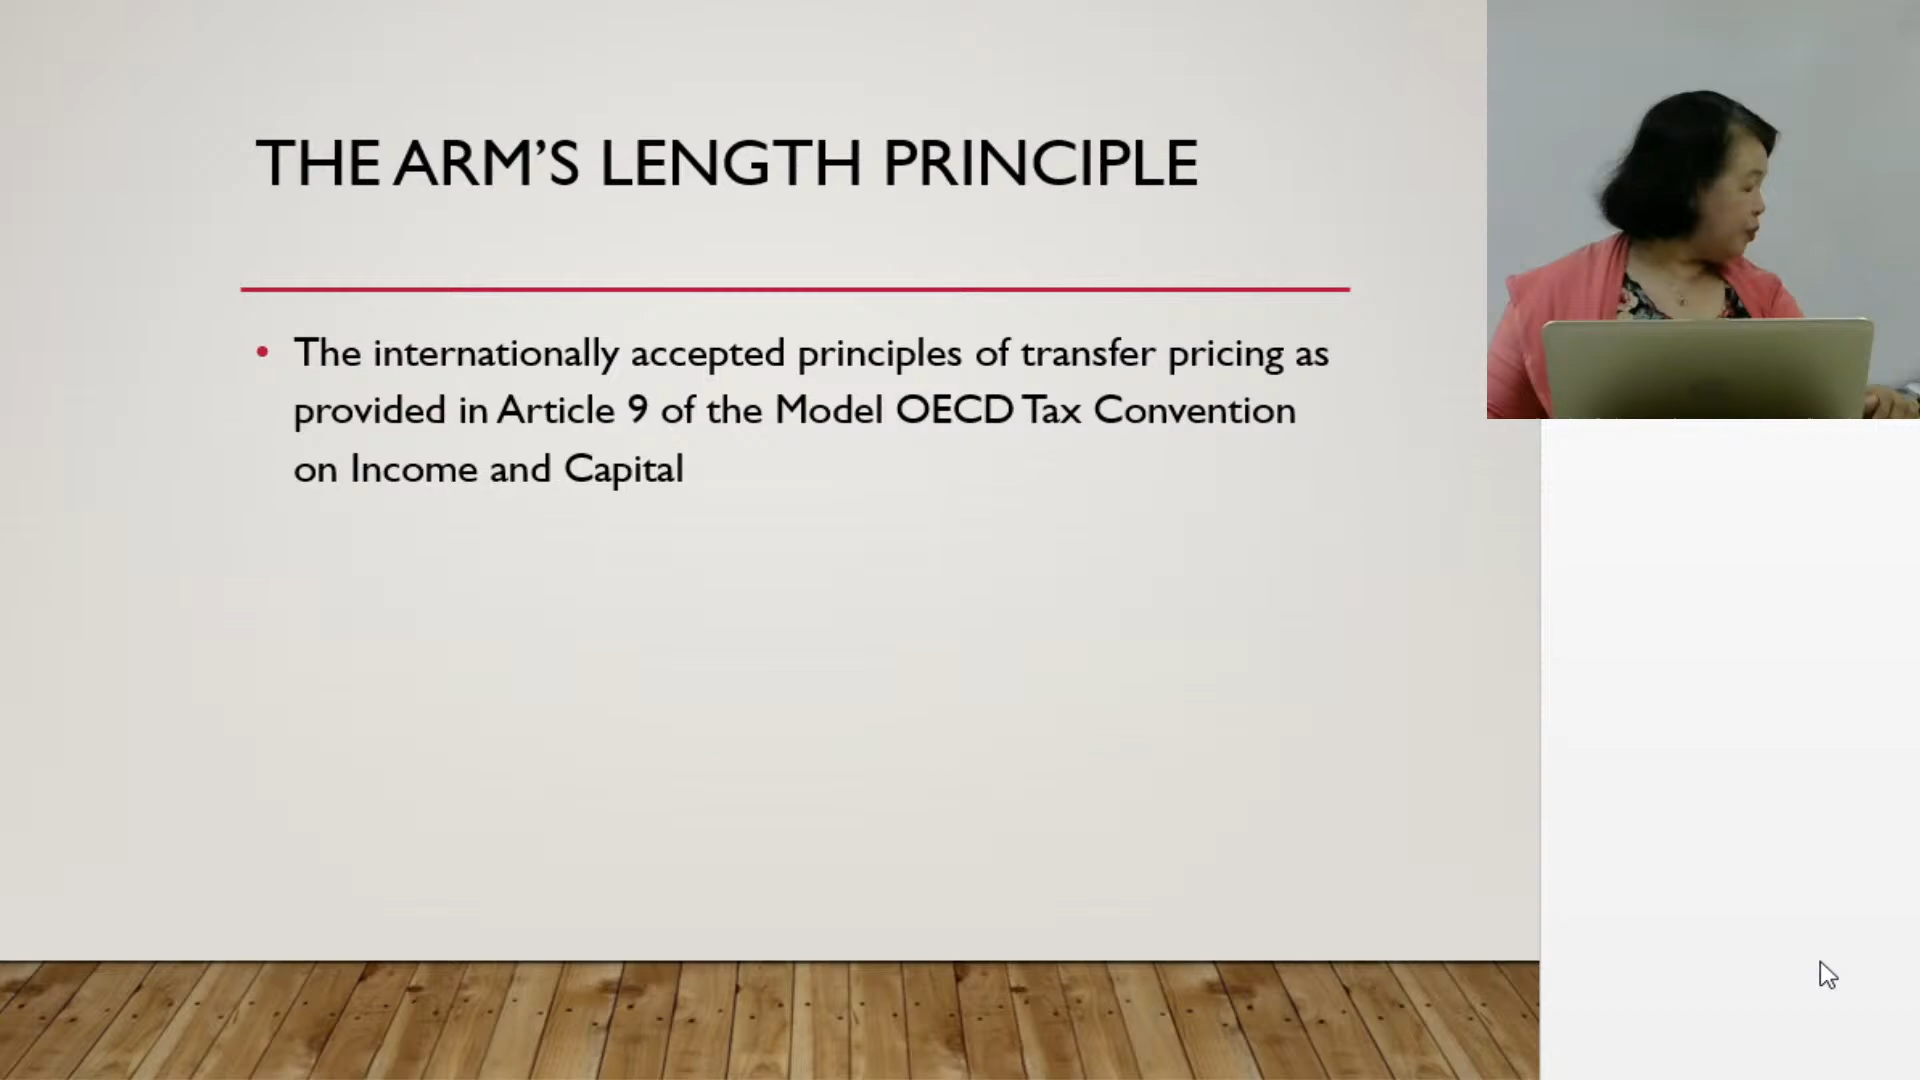 THE ARM’S LENGTH PRINCIPLE
• The internationally accepted principles of transfer pricing as
provided in Article 9 of the Model OECD Tax Convention
on Income and Capital